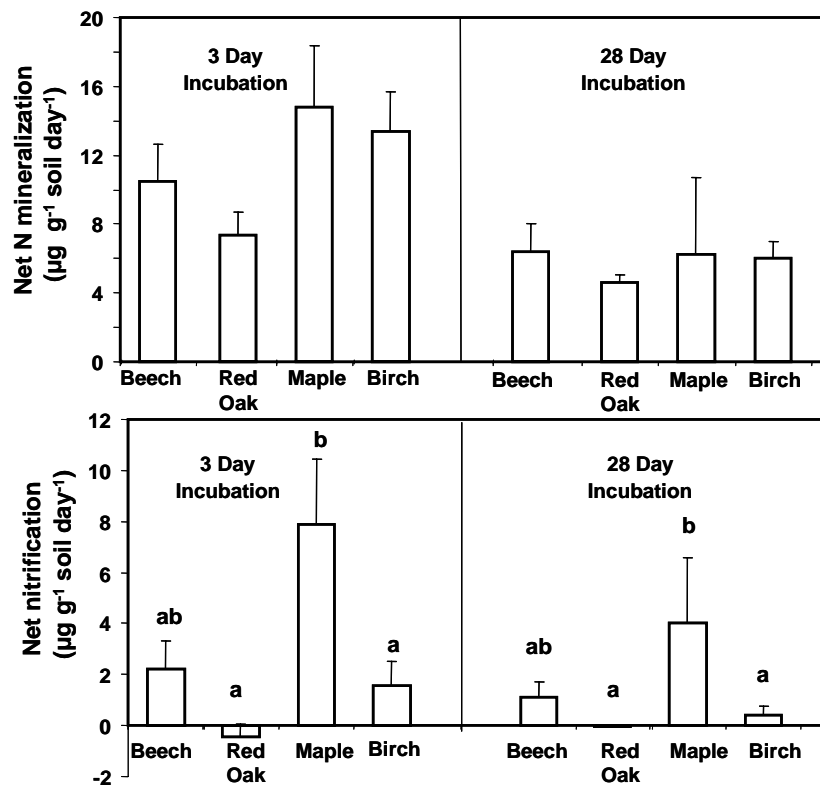 20
16
12
8
4
0
Net N mineralization
(µg g⁻¹ soil day⁻¹)
3 Day
Incubation
28 Day
Incubation
Beech
Red
Oak
Maple
Birch
Beech
Red
Oak
Maple
Birch
12
10
8
6
4
2
0
-2
Net nitrification
(µg g⁻¹ soil day⁻¹)
3 Day
Incubation
28 Day
Incubation
ab
a
b
a
ab
a
b
a
Beech
Red
Oak
Maple
Birch
Beech
Red
Oak
Maple
Birch